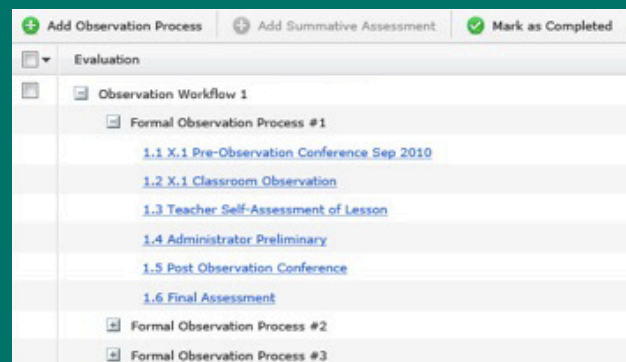 Add Observation Process Add Summative Assessment Mark as Completed
Evaluation
Observation Workflow 1
Formal Observation Process #1
1.1 X.1 Pre-Observation Conference Sep 2010
1.2 X.1 Classroom Observation
1.3 Teacher Self-Assessment of Lesson
1.4 Administrator Preliminary
1.5 Post Observation Conference
1.6 Final Assessment
Formal Observation Process #2
Formal Observation Process #3